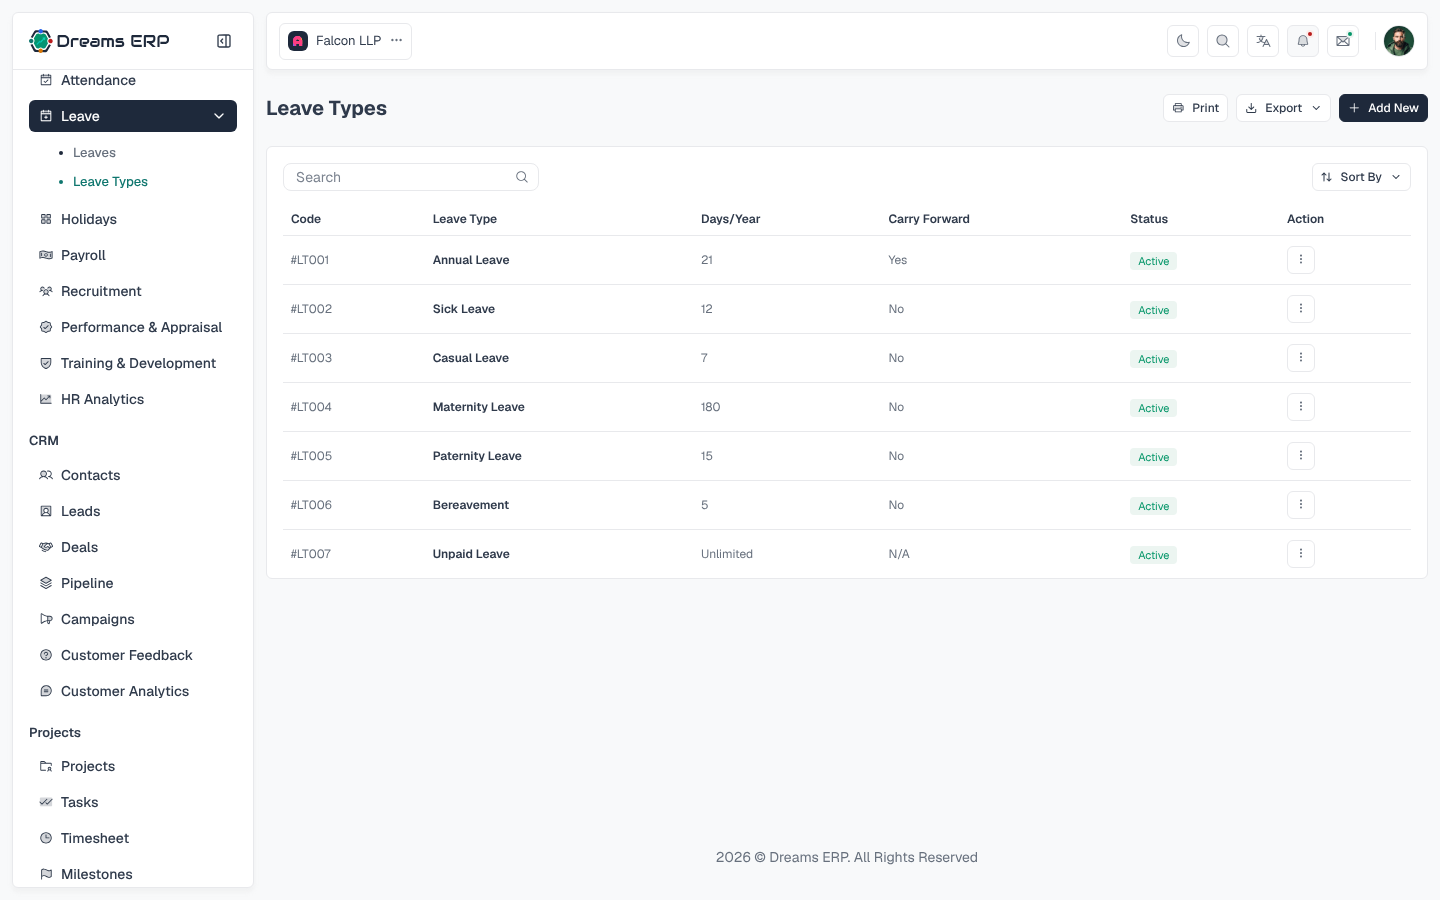 Dreams ERP
Attendance
Leave
Leaves
Leave Types
Holidays
Payroll
Recruitment
Performance & Appraisal
Training & Development
HR Analytics
CRM
Contacts
Leads
Deals
Pipeline
Campaigns
Customer Feedback
Customer Analytics
Projects
Projects
Tasks
Timesheet
Milestones
Falcon LLP
Leave Types
Print
Export
Add New
Search
Sort By
Code Leave Type Days/Year Carry Forward Status Action
#LT001 Annual Leave 21 Yes Active
#LT002 Sick Leave 12 No Active
#LT003 Casual Leave 7 No Active
#LT004 Maternity Leave 180 No Active
#LT005 Paternity Leave 15 No Active
#LT006 Bereavement 5 No Active
#LT007 Unpaid Leave Unlimited N/A Active
2026 © Dreams ERP. All Rights Reserved